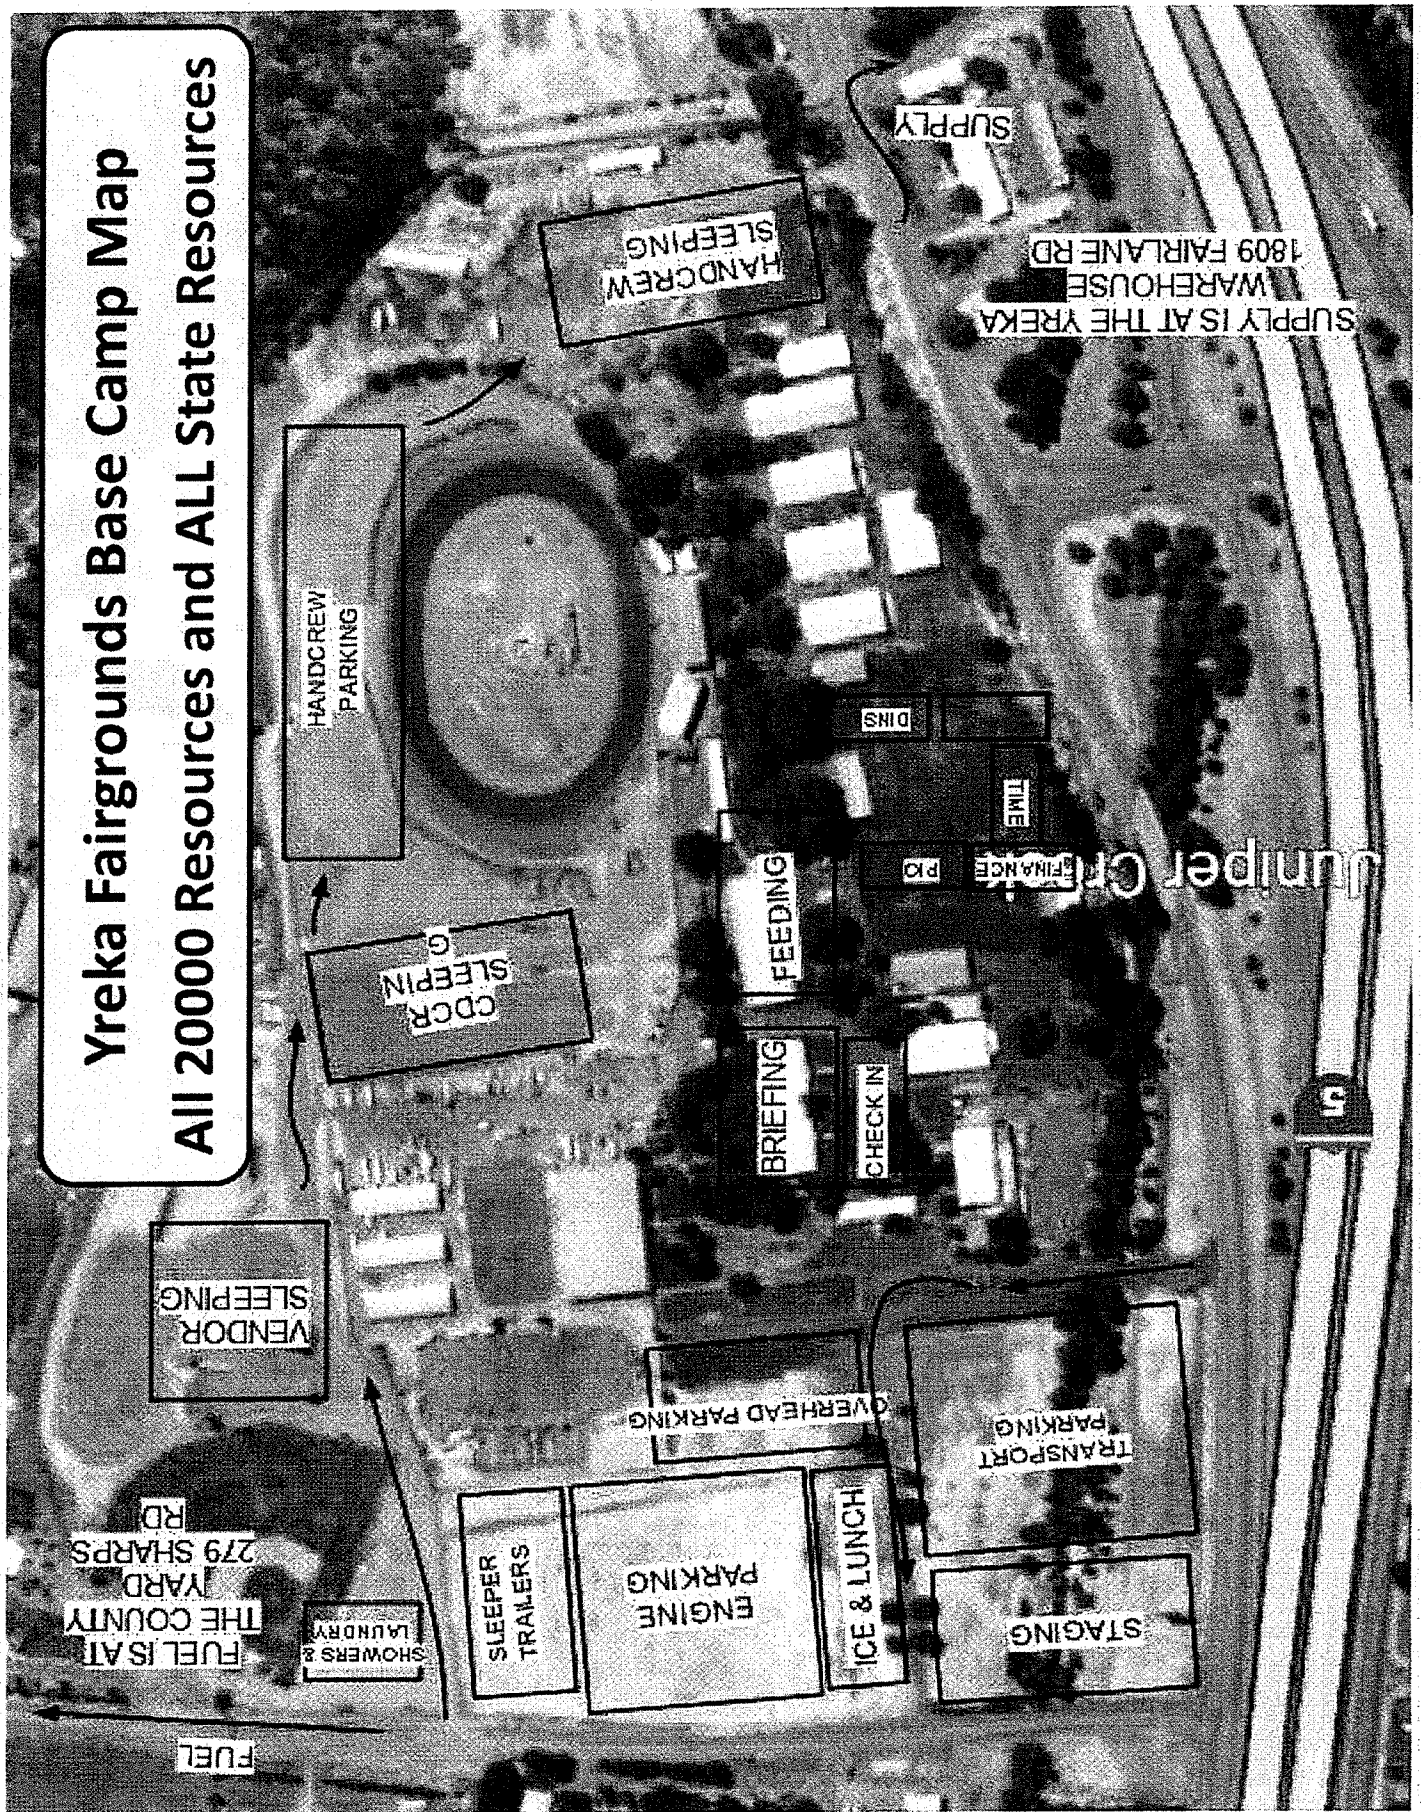 Yreka Fairgrounds Base Camp Map
All 20000 Resources and ALL State Resources
SUPPLY
SUPPLY IS AT THE YREKA
WAREHOUSE
1809 FAIRLANE RD
HANDCREW
SLEEPING
HANDCREW
PARKING
DINS
TIME
PIO
FINANCE
Juniper Creek
FEEDING
CDCR
SLEEPIN
G
BRIEFING
CHECK IN
5
VENDOR
SLEEPING
OVERHEAD PARKING
TRANSPORT
PARKING
FUEL IS AT
THE COUNTY
YARD
279 SHARPS
RD
SHOWERS &
LAUNDRY
SLEEPER
TRAILERS
ENGINE
PARKING
ICE & LUNCH
STAGING
FUEL